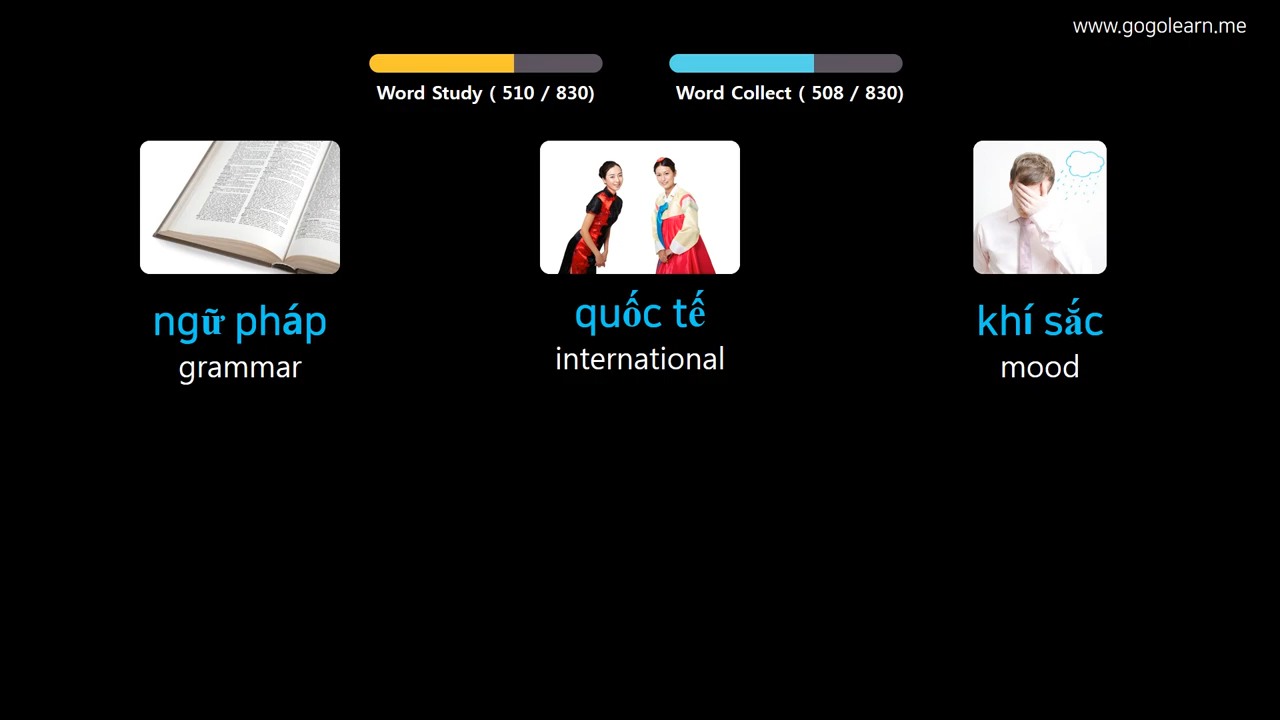 www.gogolearn.me
Word Study ( 510 / 830)
Word Collect ( 508 / 830)
ngữ pháp
grammar
quốc tế
international
khí sắc
mood